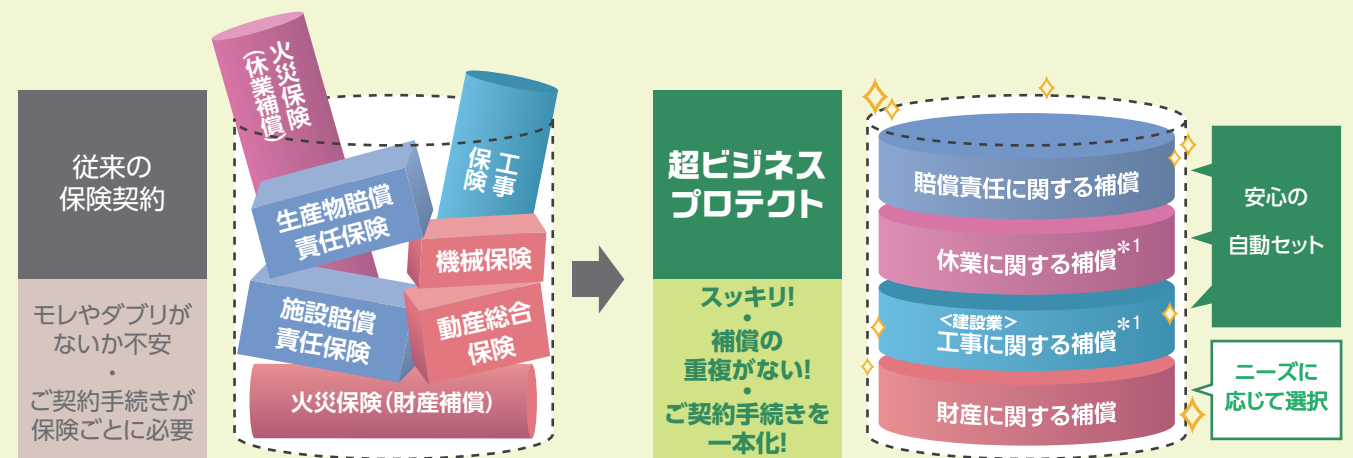 従来の
保険契約
モレやダブりが
ないか不安
・
ご契約手続きが
保険ごとに必要
火災保険
（休業補償）
工事
保険
生産物賠償
責任保険
機械保険
施設賠償
責任保険
動産総合
保険
火災保険（財産補償）
超ビジネス
プロテクト
スッキリ!
・
補償の
重複がない!
・
ご契約手続きを
一本化!
賠償責任に関する補償
休業に関する補償＊1
＜建設業＞
工事に関する補償＊1
財産に関する補償
安心の
自動セット
ニーズに
応じて選択